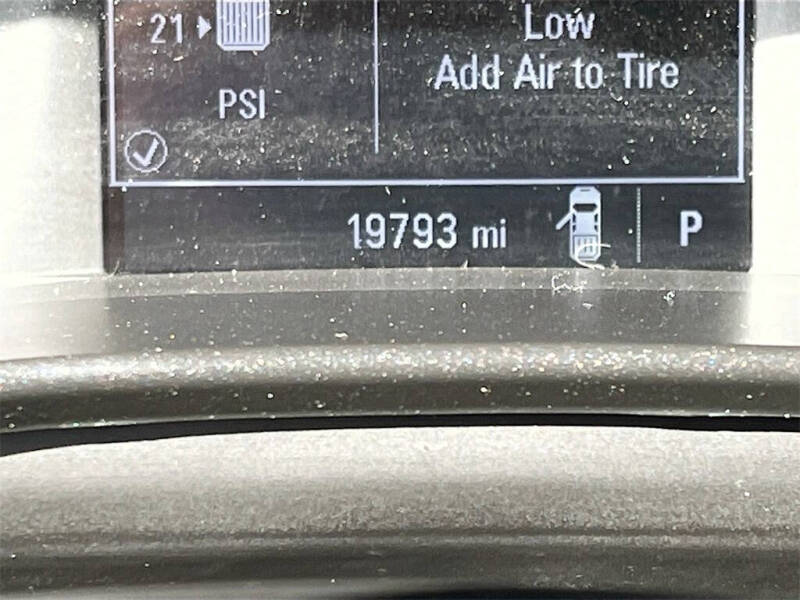 21
Low
Add Air to Tire
PSI
19793 mi
P